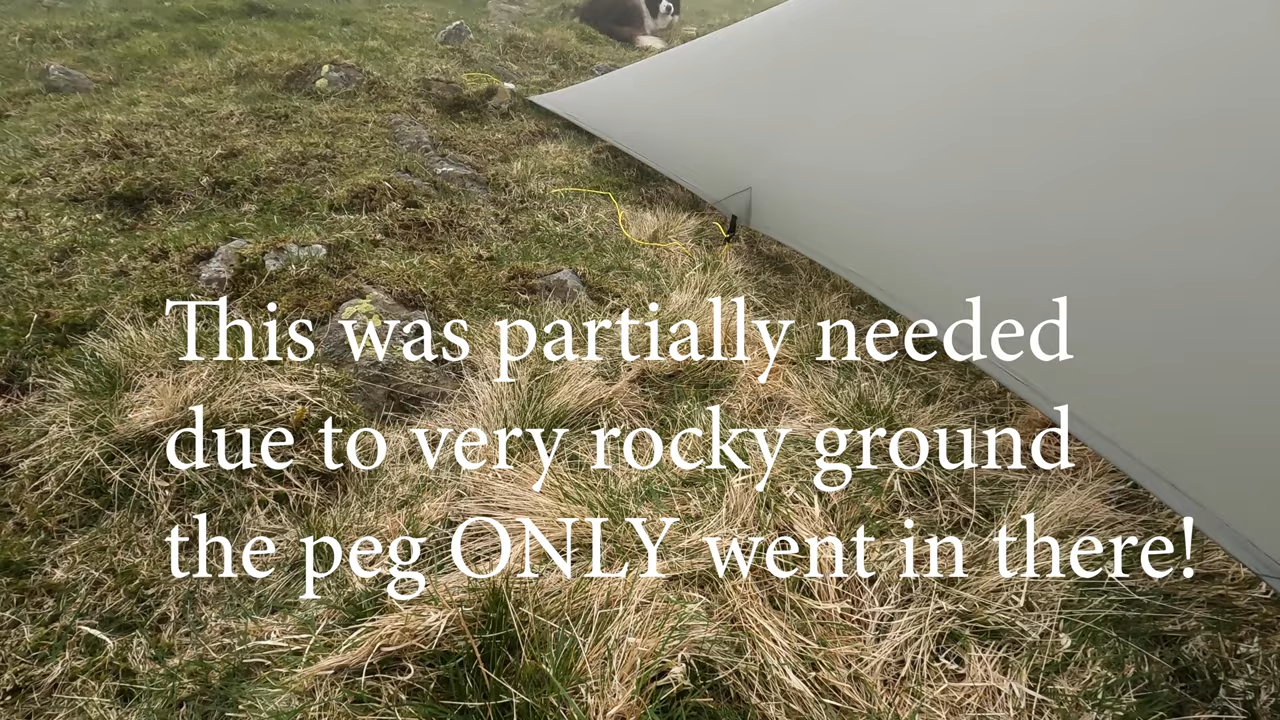 This was partially needed
due to very rocky ground
the peg ONLY went in there!